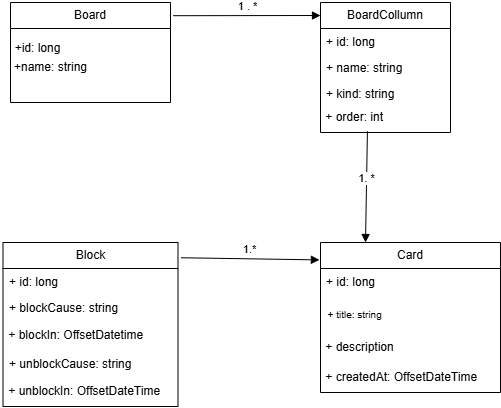 Board
+id: long
+name: string
1 . *
BoardCollumn
+ id: long
+ name: string
+ kind: string
+ order: int
1. *
Block
+ id: long
+ blockCause: string
+ blockIn: OffsetDatetime
+ unblockCause: string
+ unblockIn: OffsetDateTime
1.*
Card
+ id: long
+ title: string
+ description
+ createdAt: OffsetDateTime